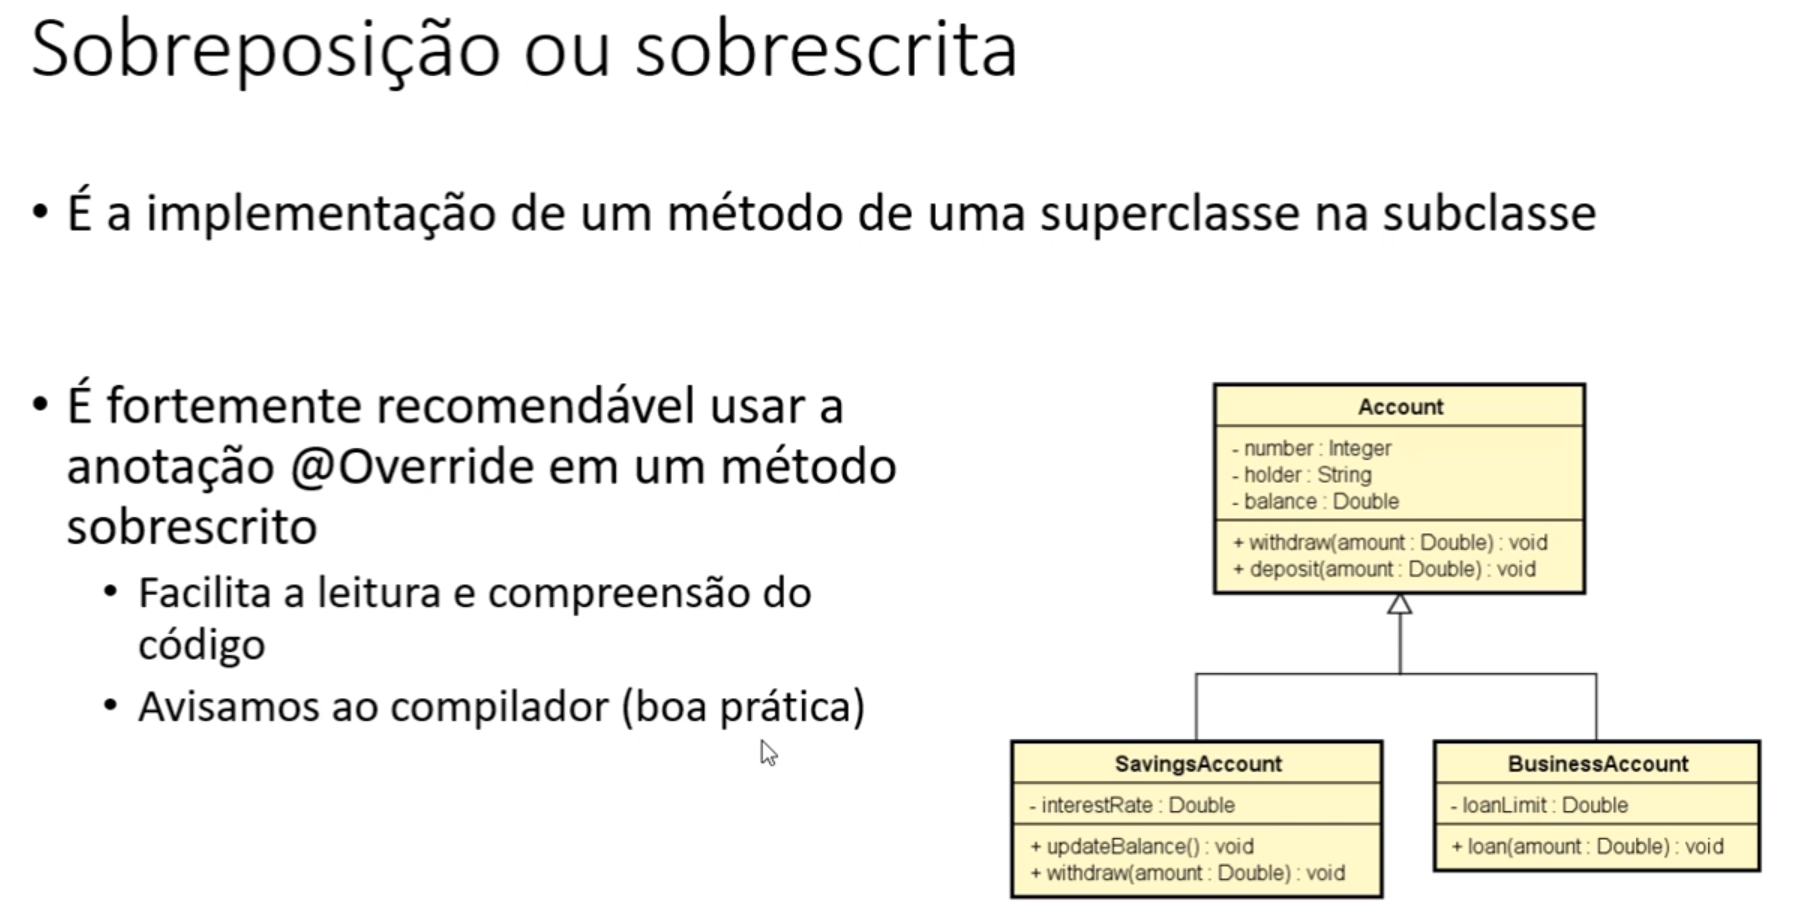 Sobreposição ou sobrescrita
• É a implementação de um método de uma superclasse na subclasse
• É fortemente recomendável usar a
anotação @Override em um método
sobrescrito
• Facilita a leitura e compreensão do
código
• Avisamos ao compilador (boa prática)
Account
- number : Integer
- holder : String
- balance : Double
+ withdraw(amount : Double) : void
+ deposit(amount : Double) : void
SavingsAccount
- interestRate : Double
+ updateBalance() : void
+ withdraw(amount : Double) : void
BusinessAccount
- loanLimit : Double
+ loan(amount : Double) : void